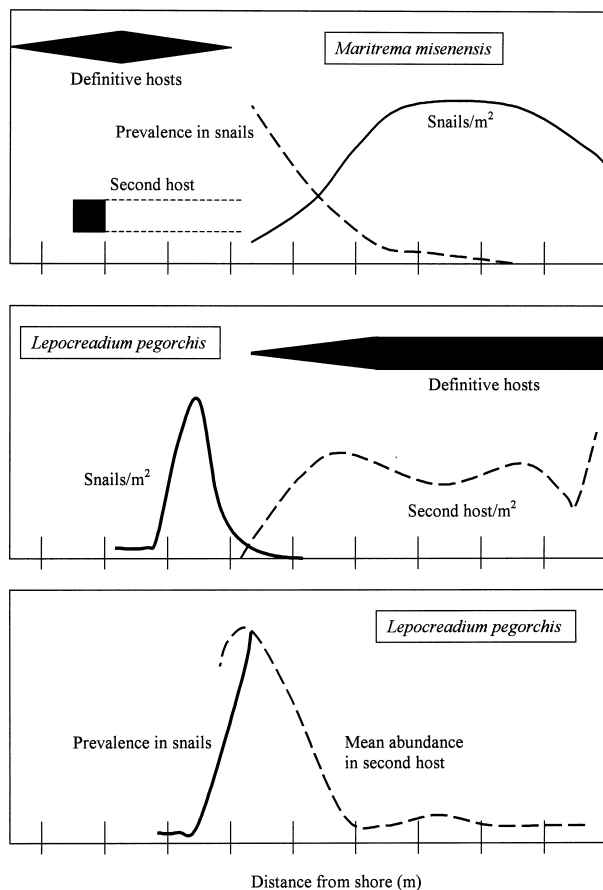 Maritrema misenensis
Definitive hosts
Snails/m²
Prevalence in snails
Second host
Lepocreadium pegorchis
Definitive hosts
Snails/m²
Second host/m²
Lepocreadium pegorchis
Prevalence in snails
Mean abundance
in second host
Distance from shore (m)